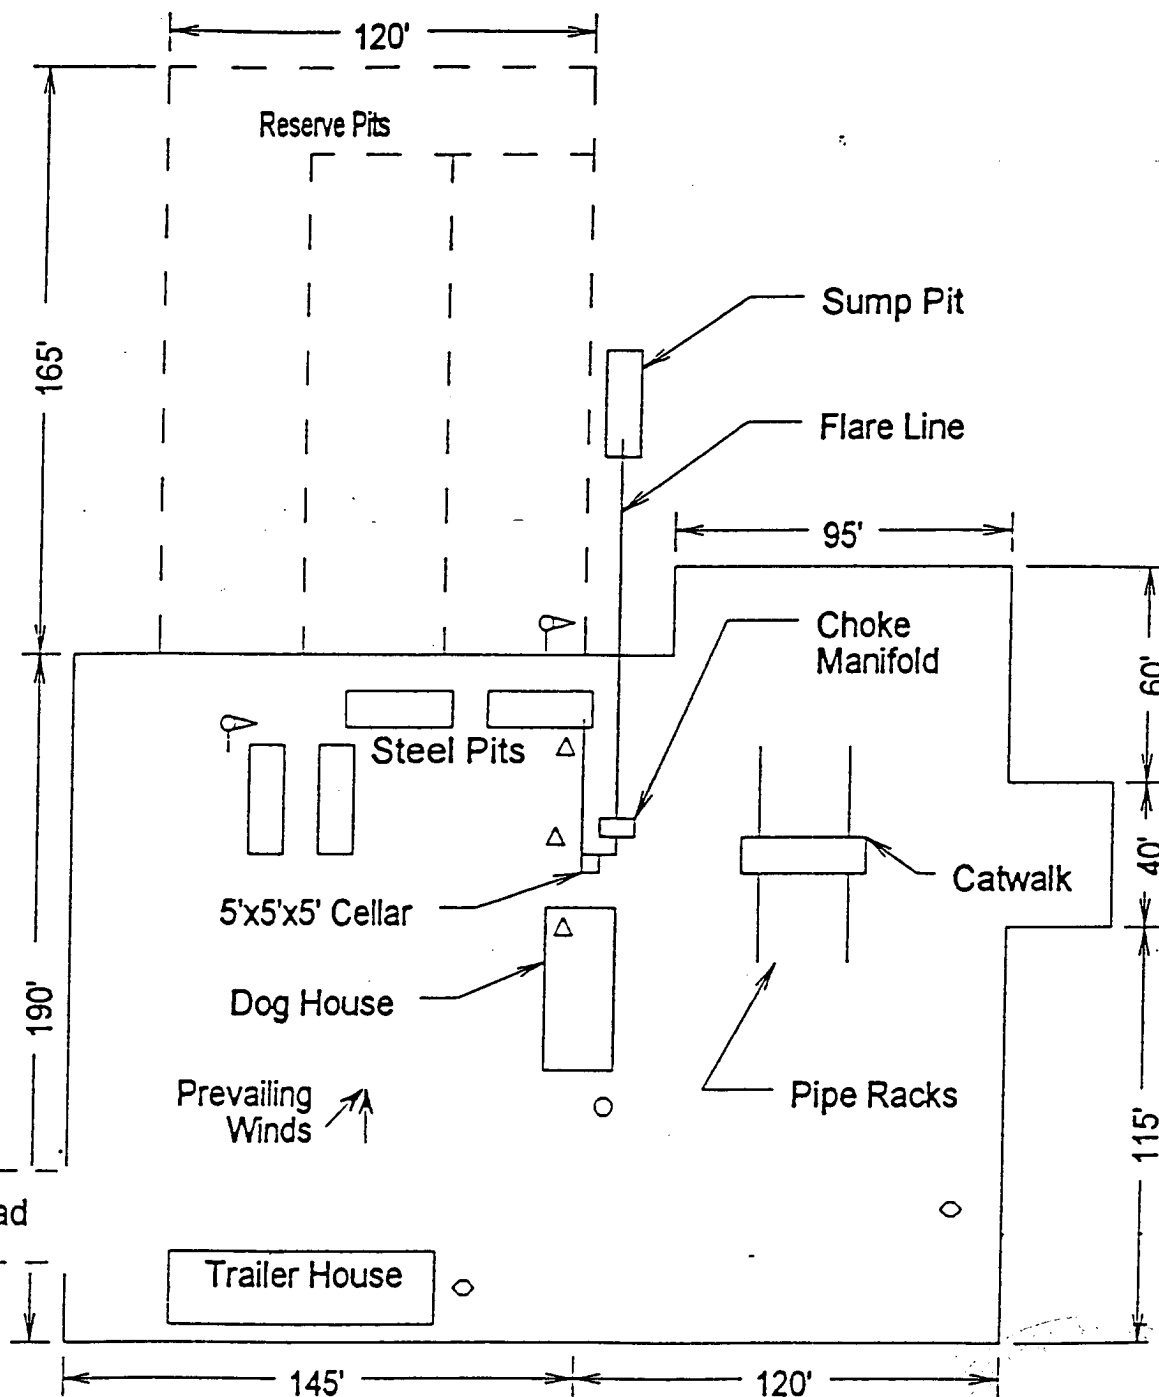 120'
Reserve Pits
165'
Sump Pit
Flare Line
95'
Choke
Manifold
60'
Steel Pits
40'
Catwalk
5'x5'x5' Cellar
190'
Dog House
Prevailing
Winds
Pipe Racks
115'
Trailer House
145'
120'